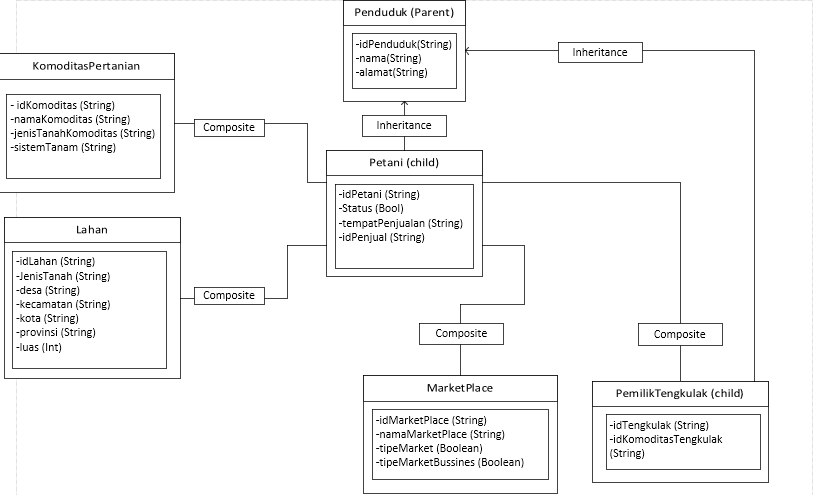 Penduduk (Parent)
-idPenduduk(String)
-nama(String)
-alamat(String)
Inheritance
KomoditasPertanian
- idKomoditas (String)
-namaKomoditas (String)
-jenisTanahKomoditas (String)
-sistemTanam (String)
Composite
Inheritance
Petani (child)
-idPetani (String)
-Status (Bool)
-tempatPenjualan (String)
-idPenjual (String)
Lahan
-idLahan (String)
-JenisTanah (String)
-desa (String)
-kecamatan (String)
-kota (String)
-provinsi (String)
-luas (Int)
Composite
Composite
Composite
MarketPlace
-idMarketPlace (String)
-namaMarketPlace (String)
-tipeMarket (Boolean)
-tipeMarketBussines (Boolean)
PemilikTengkulak (child)
-idTengkulak (String)
-idKomoditasTengkulak
(String)